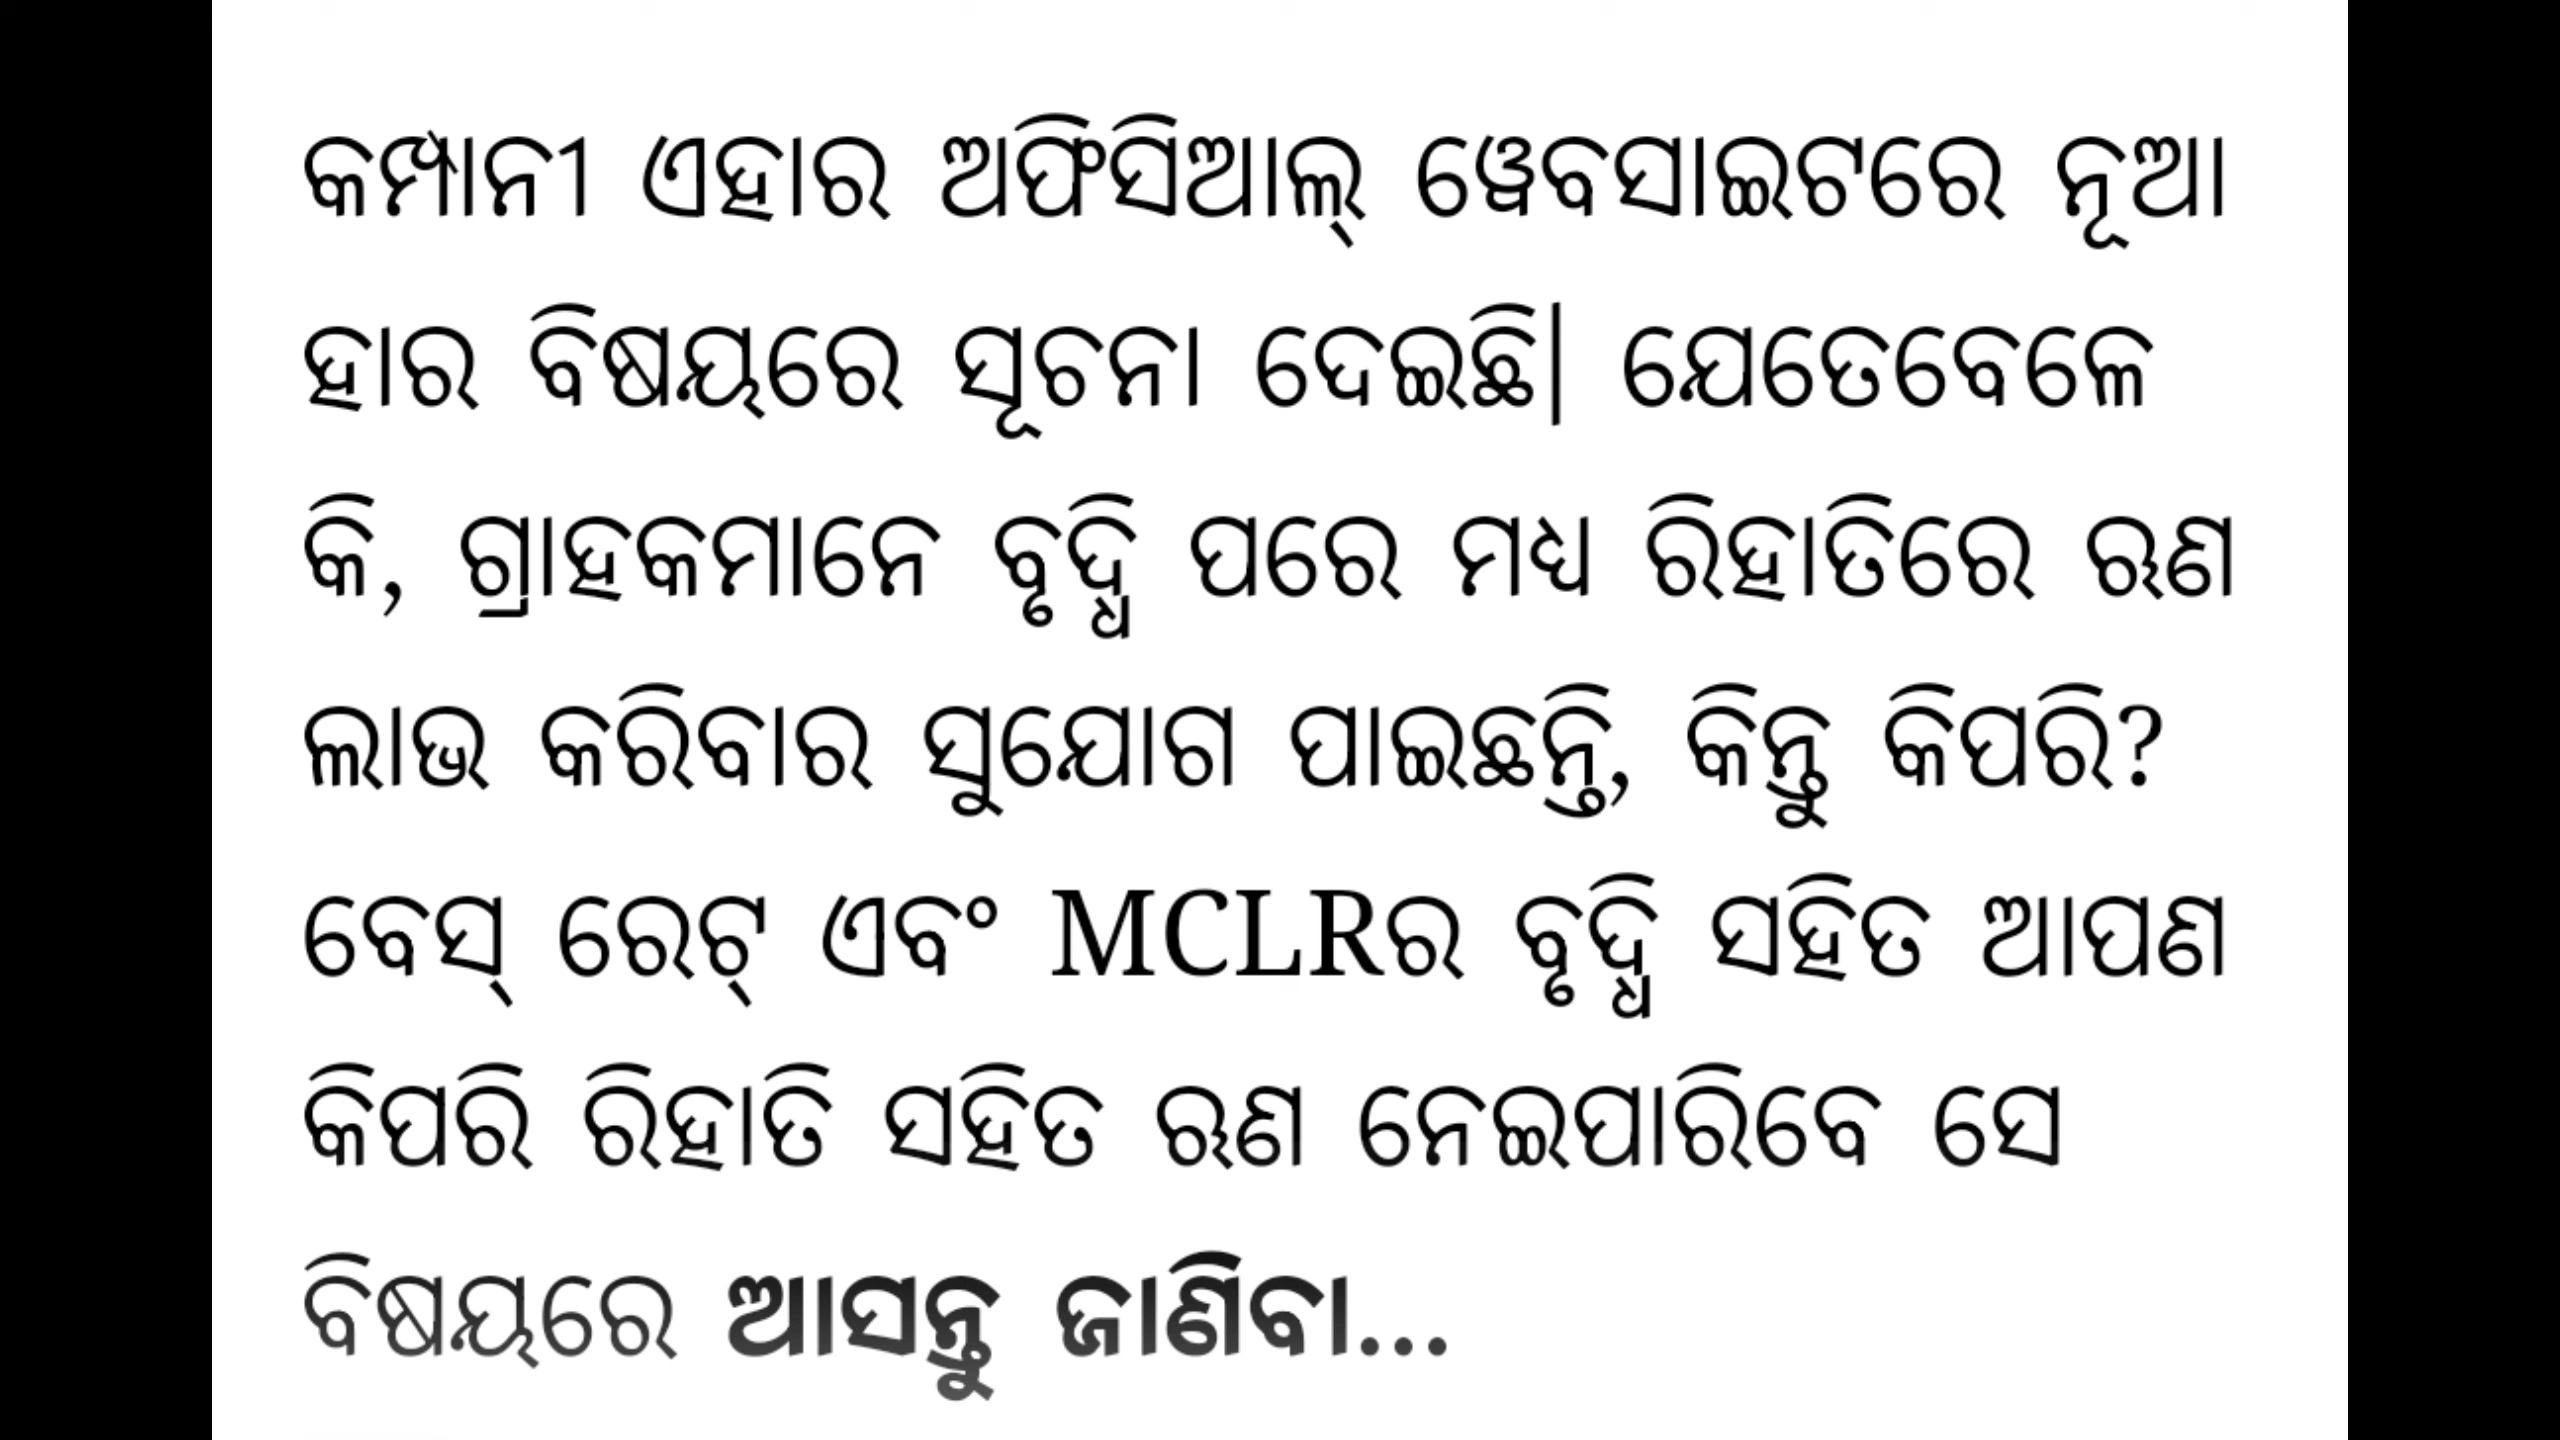 କମ୍ପାନୀ ଏହାର ଅଫିସିଆଲ୍ ୱେବସାଇଟରେ ନୂଆ
ହାର ବିଷୟରେ ସୂଚନା ଦେଇଛି| ଯେତେବେଳେ
କି, ଗ୍ରାହକମାନେ ବୃଦ୍ଧି ପରେ ମଧ୍ୟ ରିହାତିରେ ଋଣ
ଲାଭ କରିବାର ସୁଯୋଗ ପାଇଛନ୍ତି, କିନ୍ତୁ କିପରି?
ବେସ୍ ରେଟ୍ ଏବଂ MCLRର ବୃଦ୍ଧି ସହିତ ଆପଣ
କିପରି ରିହାତି ସହିତ ଋଣ ନେଇପାରିବେ ସେ
ବିଷୟରେ ଆସନ୍ତୁ ଜାଣିବା...